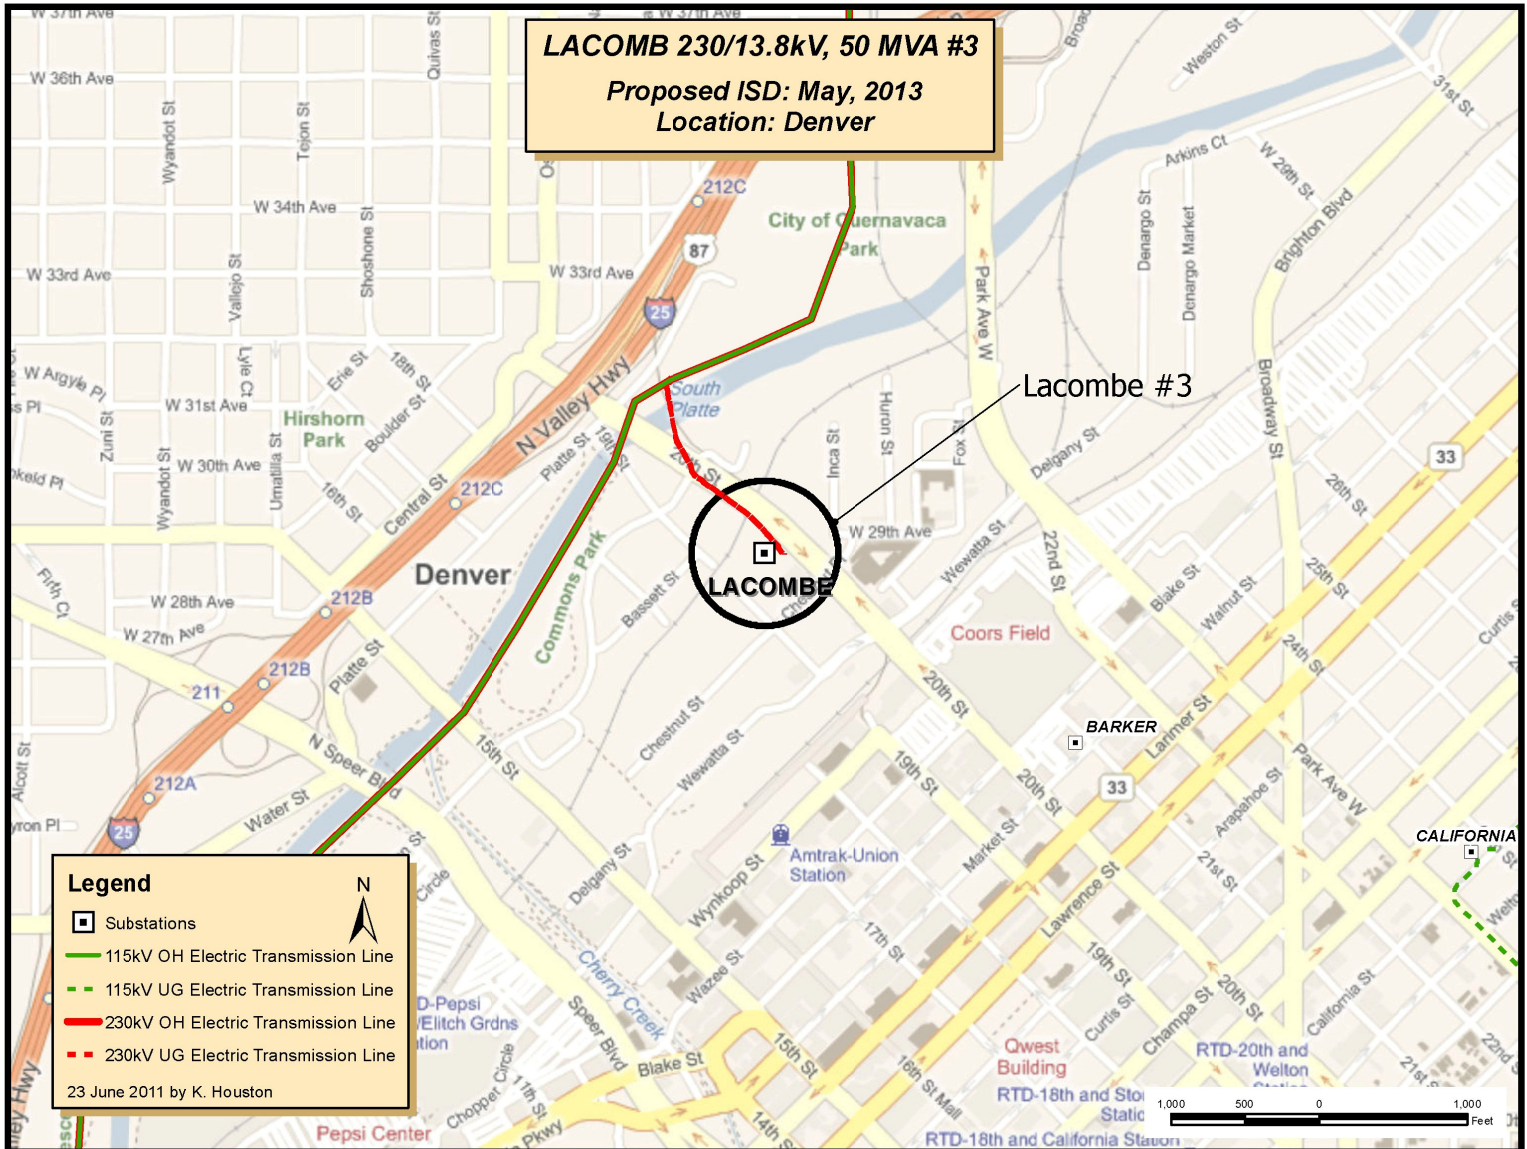 W 37th Ave
W 37th Ave
LACOMB 230/13.8kV, 50 MVA #3
Proposed ISD: May, 2013
Location: Denver
W 36th Ave
Quivas St
Weston St
31st St
Wyandot St
Tejon St
Arkins Ct
W 29th St
212C
W 34th Ave
City of Cuernavaca
Park
Shoshone St
87
Denargo St
Denargo Market
Brighton Blvd
W 33rd Ave
W 33rd Ave
Vallejo St
25
Park Ave W
N Valley Hwy
Lyle Ct
Erie St
18th St
W Argyle Pl
W 31st Ave
Hirshorn
Park
Boulder St
South
Platte
Lacombe #3
Huron St
Broadway St
Zuni St
Wyandot St
Umatilla St
W 30th Ave
16th St
Central St
212C
Platte St
19th St
20th St
Inca St
Fox St
Delgany St
33
26th St
W 29th Ave
Wewatta St
22nd St
25th St
Denver
LACOMBE
Commons Park
Bassett St
Blake St
Walnut St
24th St
Firfh Ct
W 28th Ave
212B
W 27th Ave
Platte St
212B
211
Coors Field
20th St
N Speer Blvd
15th St
Chestnut St
Wewatta St
BARKER
Larimer St
Alcott St
212A
Water St
25
19th St
20th St
33
Park Ave W
Arapahoe St
Market St
21st St
CALIFORNIA
Amtrak-Union
Station
Delgany St
Wynkoop St
Lawrence St
17th St
19th St
Wazee St
Cherry Creek
Speer Blvd
Curtis St
Champa St
20th St
California St
Blake St
15th St
16th St Mall
14th St
Qwest
Building
RTD-20th and
Welton
RTD-18th and California Station
Chopper Circle
11th St
Pepsi Center
Legend
N
Substations
115kV OH Electric Transmission Line
115kV UG Electric Transmission Line
230kV OH Electric Transmission Line
230kV UG Electric Transmission Line
23 June 2011 by K. Houston
1,000 500 0 1,000
Feet